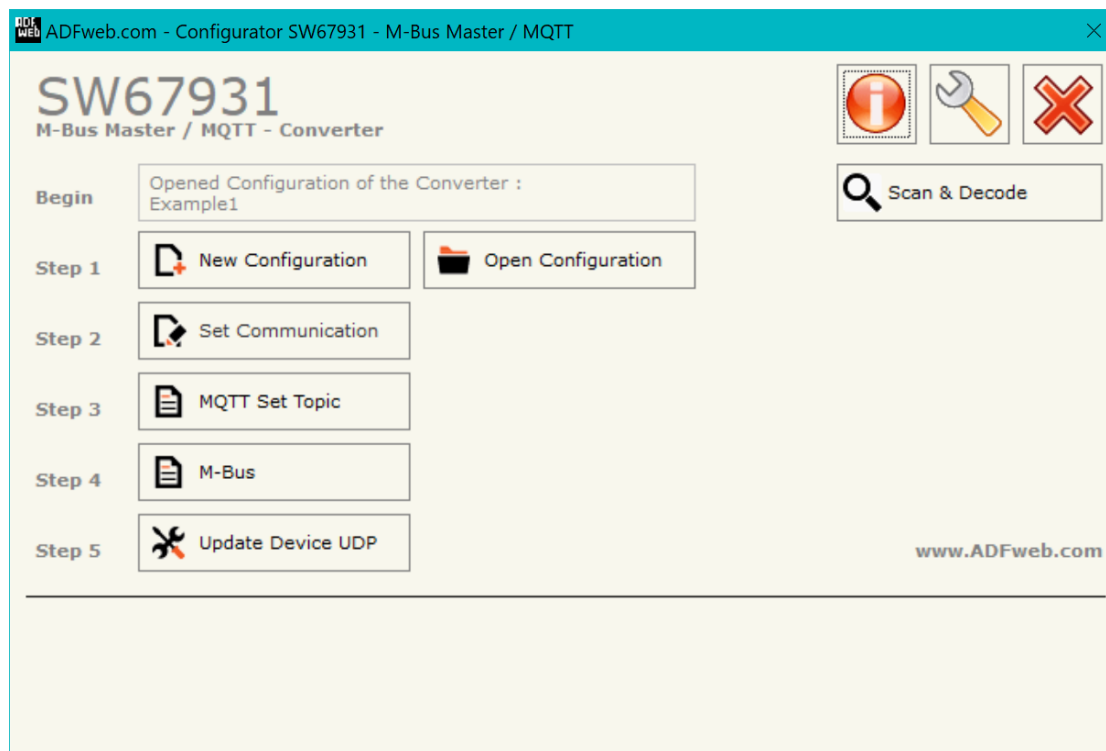 ADF
WEB
ADFweb.com - Configurator SW67931 - M-Bus Master / MQTT
SW67931
M-Bus Master / MQTT - Converter
Begin
Opened Configuration of the Converter :
Example1
Scan & Decode
Step 1
New Configuration
Open Configuration
Step 2
Set Communication
Step 3
MQTT Set Topic
Step 4
M-Bus
Step 5
Update Device UDP
www.ADFweb.com